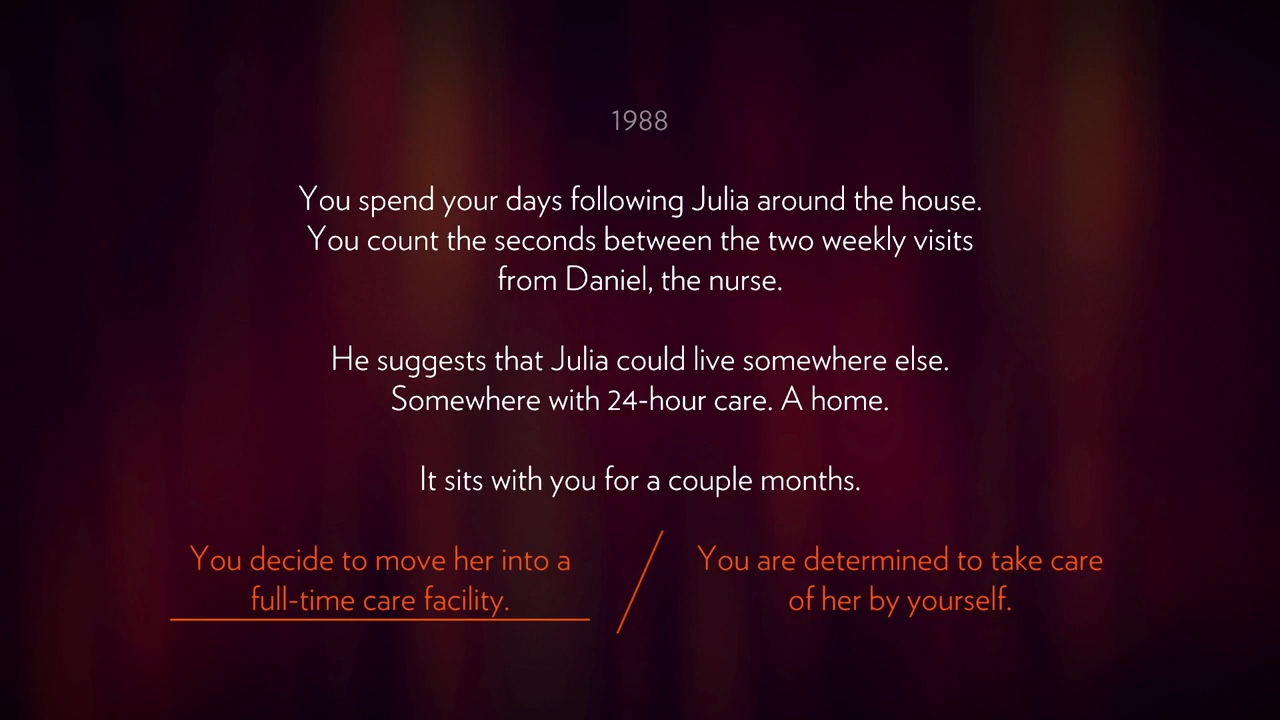 1988
You spend your days following Julia around the house.
You count the seconds between the two weekly visits
from Daniel, the nurse.
He suggests that Julia could live somewhere else.
Somewhere with 24-hour care. A home.
It sits with you for a couple months.
You decide to move her into a
full-time care facility.
/
You are determined to take care
of her by yourself.